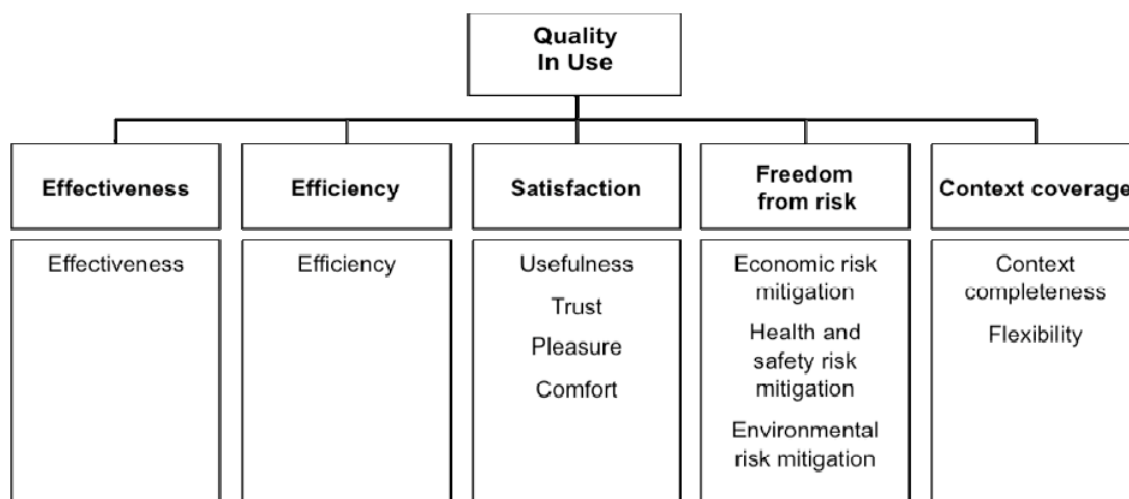 Quality
In Use
Effectiveness
Efficiency
Satisfaction
Freedom
from risk
Context coverage
Effectiveness
Efficiency
Usefulness
Trust
Pleasure
Comfort
Economic risk
mitigation
Health and
safety risk
mitigation
Environmental
risk mitigation
Context
completeness
Flexibility